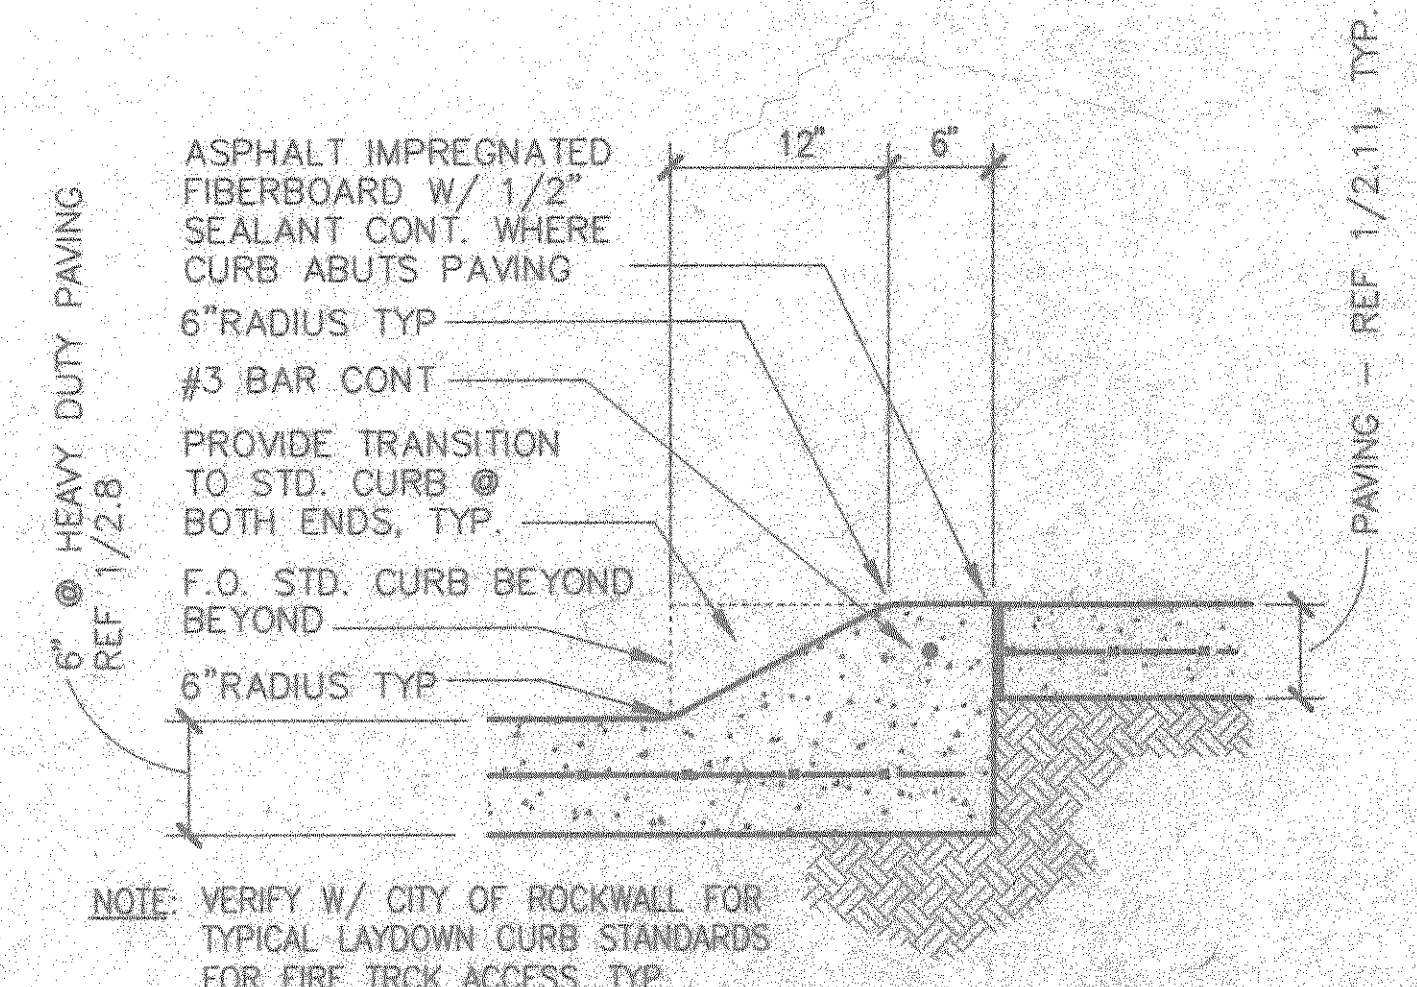 12" 6"
ASPHALT IMPREGNATED
FIBERBOARD W/ 1/2"
SEALANT CONT. WHERE
CURB ABUTS PAVING
6"RADIUS TYP
#3 BAR CONT
PROVIDE TRANSITION
TO STD. CURB @
BOTH ENDS, TYP.
F.O. STD. CURB BEYOND
BEYOND
6"RADIUS TYP
6" @ HEAVY DUTY PAVING
REF 1/2.8
PAVING - REF 1/2.11, TYP.
NOTE: VERIFY W/ CITY OF ROCKWALL FOR
TYPICAL LAYDOWN CURB STANDARDS
FOR FIRE TRCK ACCESS, TYP